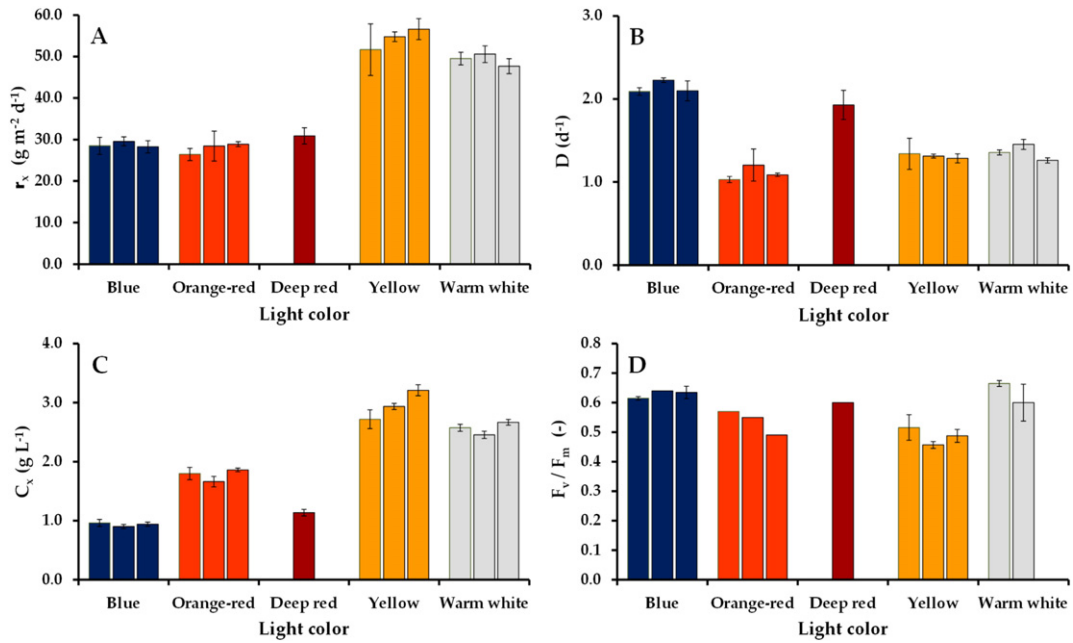 A
r_x (g m⁻² d⁻¹)
60.0
50.0
40.0
30.0
20.0
10.0
0.0
Blue Orange-red Deep red Yellow Warm white
Light color
B
D (d⁻¹)
3.0
2.0
1.0
0.0
Blue Orange-red Deep red Yellow Warm white
Light color
C
C_x (g L⁻¹)
4.0
3.0
2.0
1.0
0.0
Blue Orange-red Deep red Yellow Warm white
Light color
D
F_v / F_m (-)
0.8
0.7
0.6
0.5
0.4
0.3
0.2
0.1
0.0
Blue Orange-red Deep red Yellow Warm white
Light color